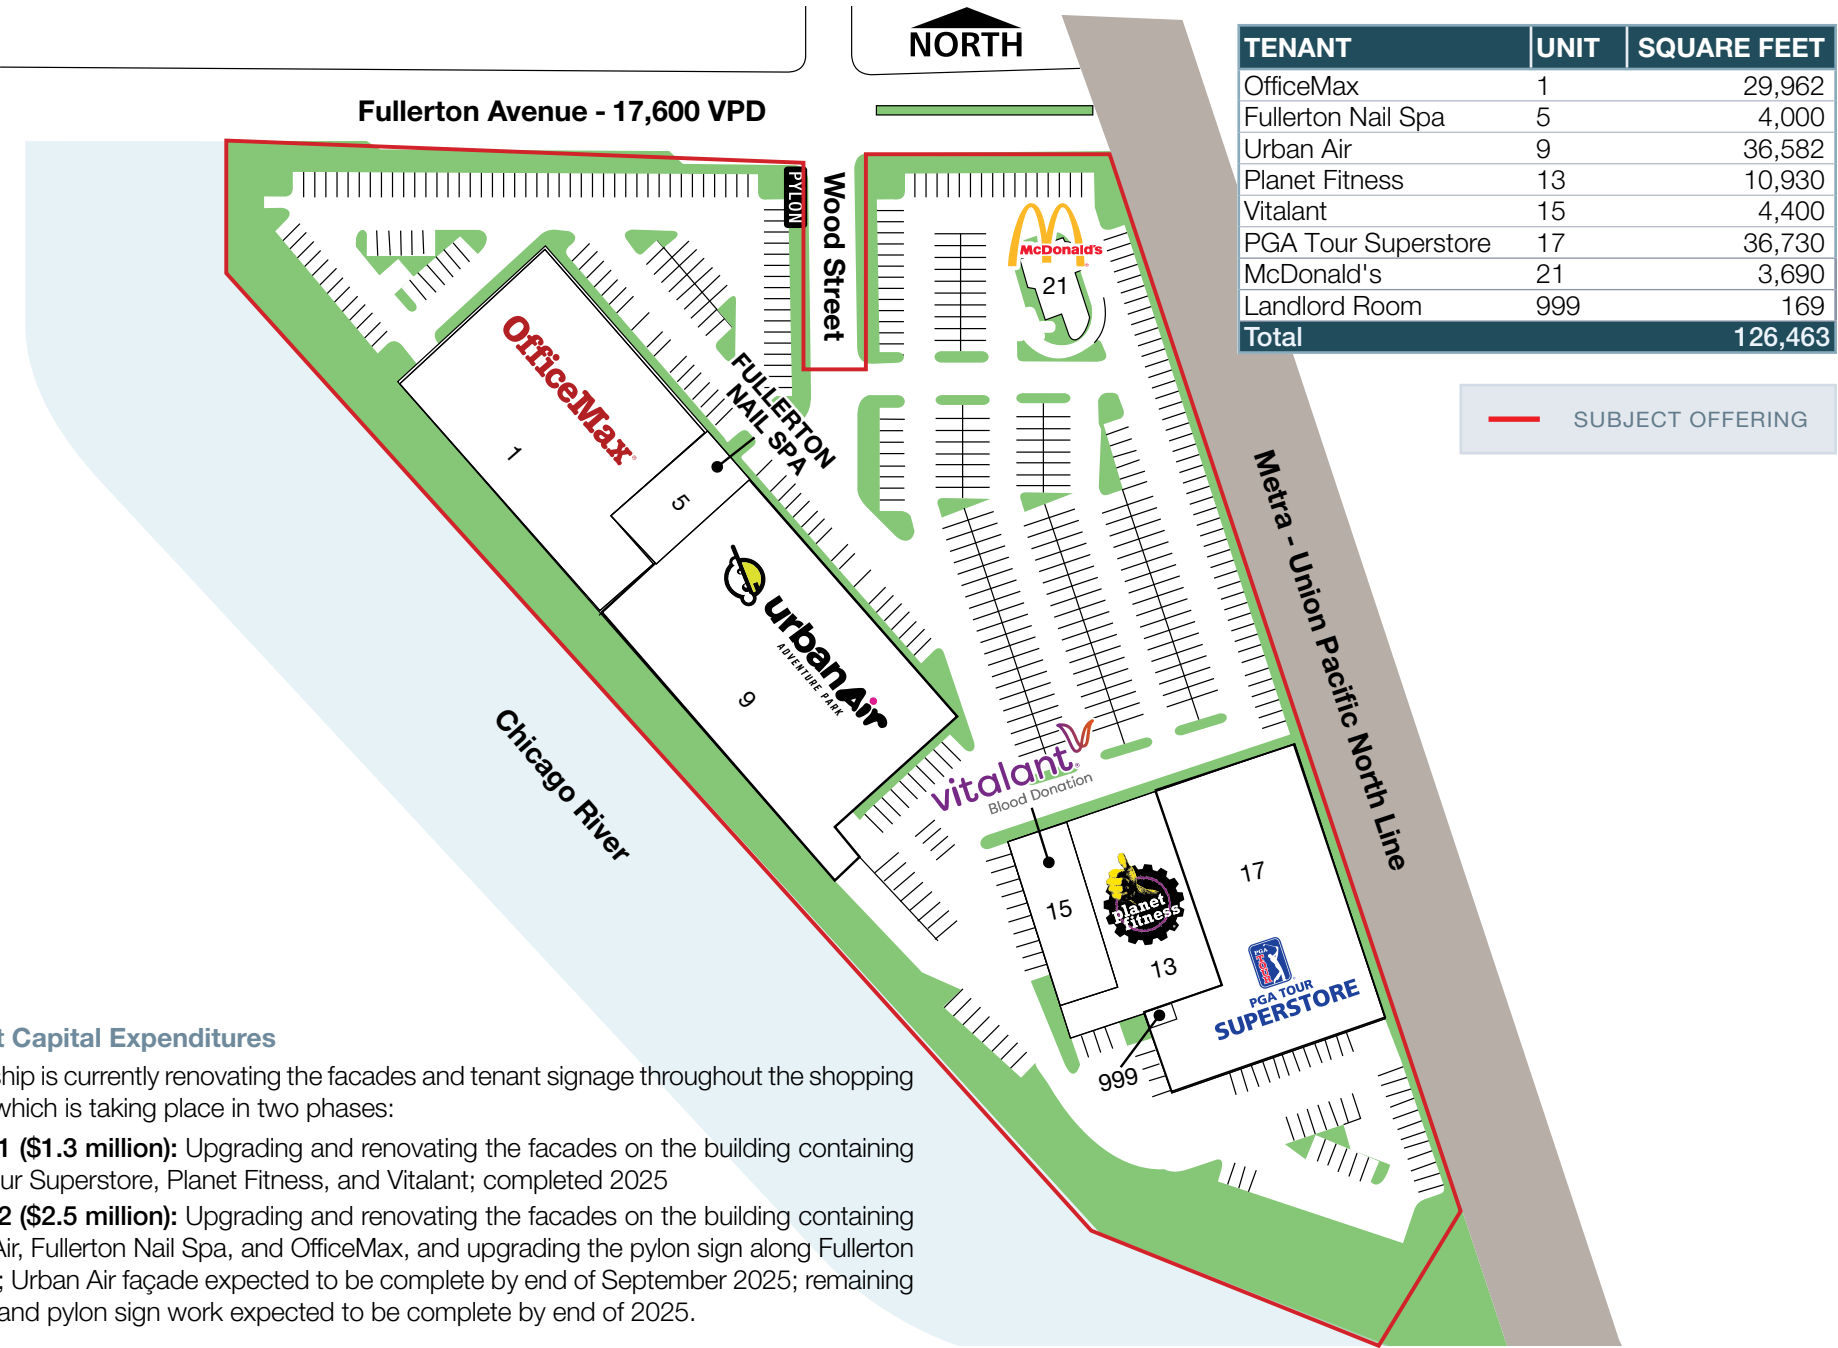 NORTH
Fullerton Avenue - 17,600 VPD
PYLON
Wood Street
McDonald's
21
TENANT UNIT SQUARE FEET
OfficeMax 1 29,962
Fullerton Nail Spa 5 4,000
Urban Air 9 36,582
Planet Fitness 13 10,930
Vitalant 15 4,400
PGA Tour Superstore 17 36,730
McDonald's 21 3,690
Landlord Room 999 169
Total 126,463
SUBJECT OFFERING
OfficeMax
1
FULLERTON
NAIL SPA
5
urbanAir
ADVENTURE PARK
9
Metra - Union Pacific North Line
Chicago River
vitalant
Blood Donation
15
planet
fitness
13
17
PGA TOUR
PGA TOUR
SUPERSTORE
999
t Capital Expenditures
ship is currently renovating the facades and tenant signage throughout the shopping
which is taking place in two phases:
1 ($1.3 million): Upgrading and renovating the facades on the building containing
ur Superstore, Planet Fitness, and Vitalant; completed 2025
2 ($2.5 million): Upgrading and renovating the facades on the building containing
Air, Fullerton Nail Spa, and OfficeMax, and upgrading the pylon sign along Fullerton
; Urban Air façade expected to be complete by end of September 2025; remaining
and pylon sign work expected to be complete by end of 2025.